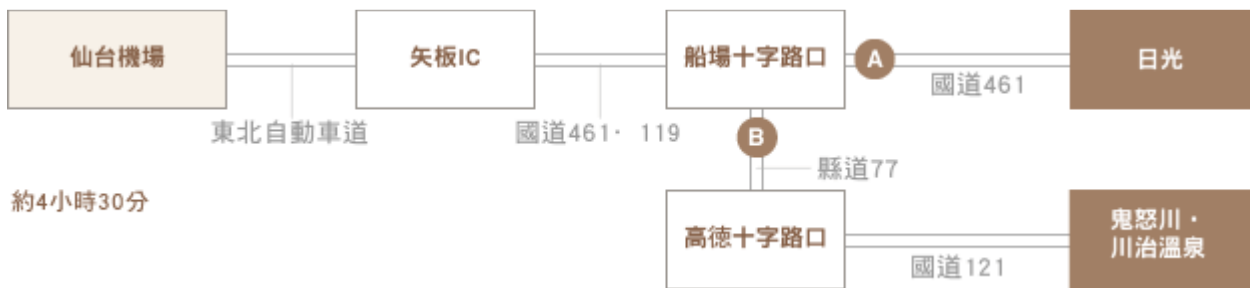 仙台機場
矢板IC
船場十字路口
A
日光
東北自動車道
國道461· 119
國道461
B
縣道77
約4小時30分
高徳十字路口
鬼怒川・
川治溫泉
國道121